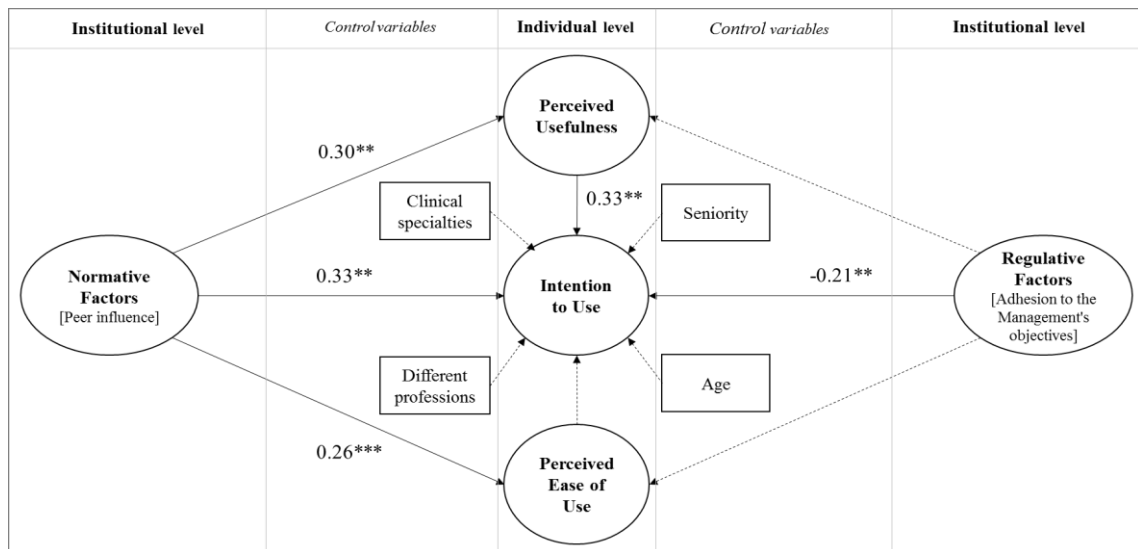 Institutional level
Control variables
Individual level
Control variables
Institutional level
Perceived
Usefulness
0.30**
Clinical
specialties
0.33**
Seniority
Normative
Factors
[Peer influence]
0.33**
Intention
to Use
-0.21**
Regulative
Factors
[Adhesion to the
Management's
objectives]
Different
professions
Age
0.26***
Perceived
Ease of
Use